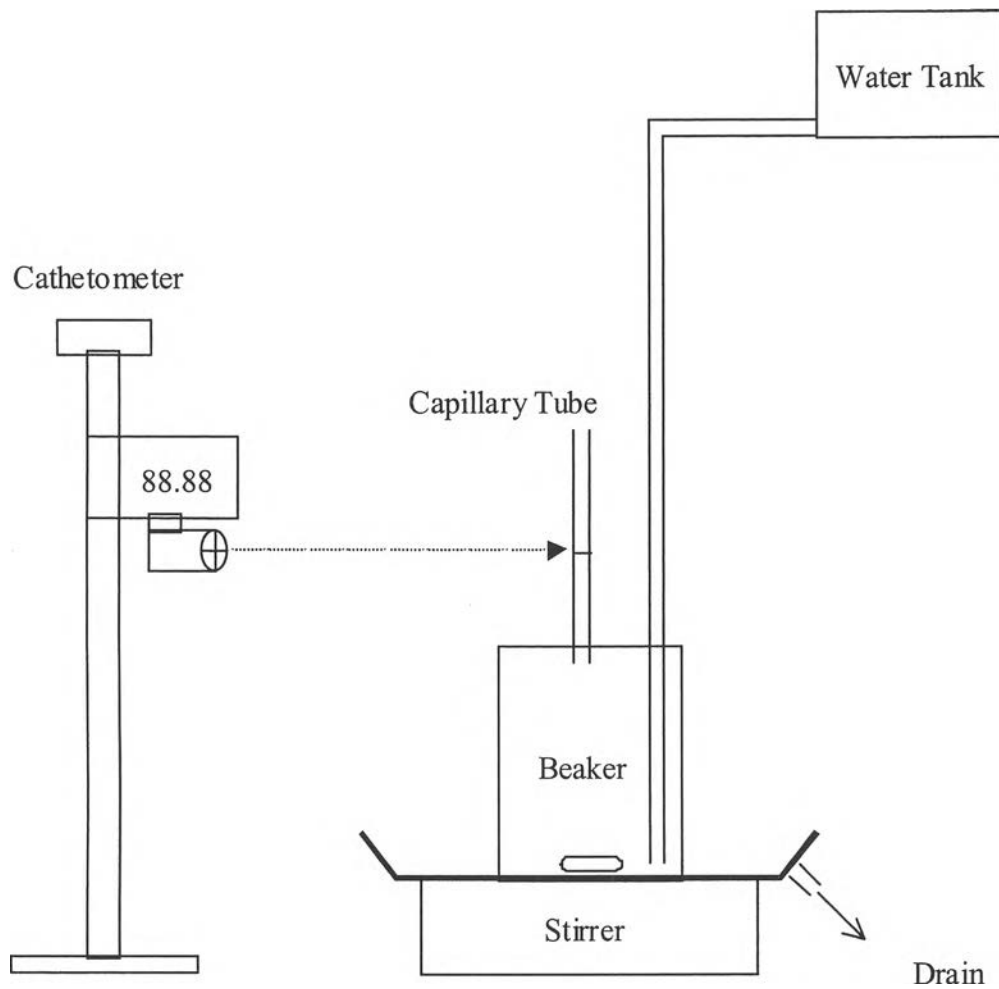 Water Tank
Cathetometer
Capillary Tube
88.88
Beaker
Stirrer
Drain